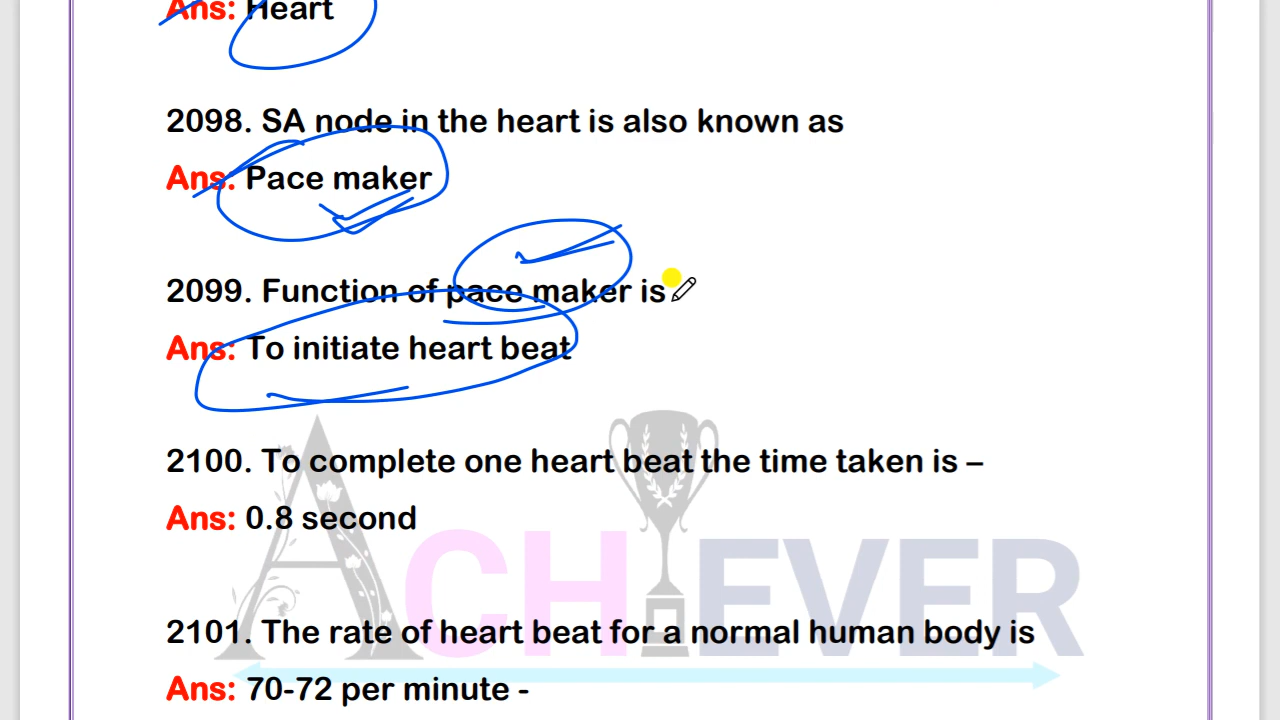 Ans: Heart
2098. SA node in the heart is also known as
Ans: Pace maker
2099. Function of pace maker is
Ans: To initiate heart beat
2100. To complete one heart beat the time taken is –
Ans: 0.8 second
ACHIEVER
2101. The rate of heart beat for a normal human body is
Ans: 70-72 per minute -